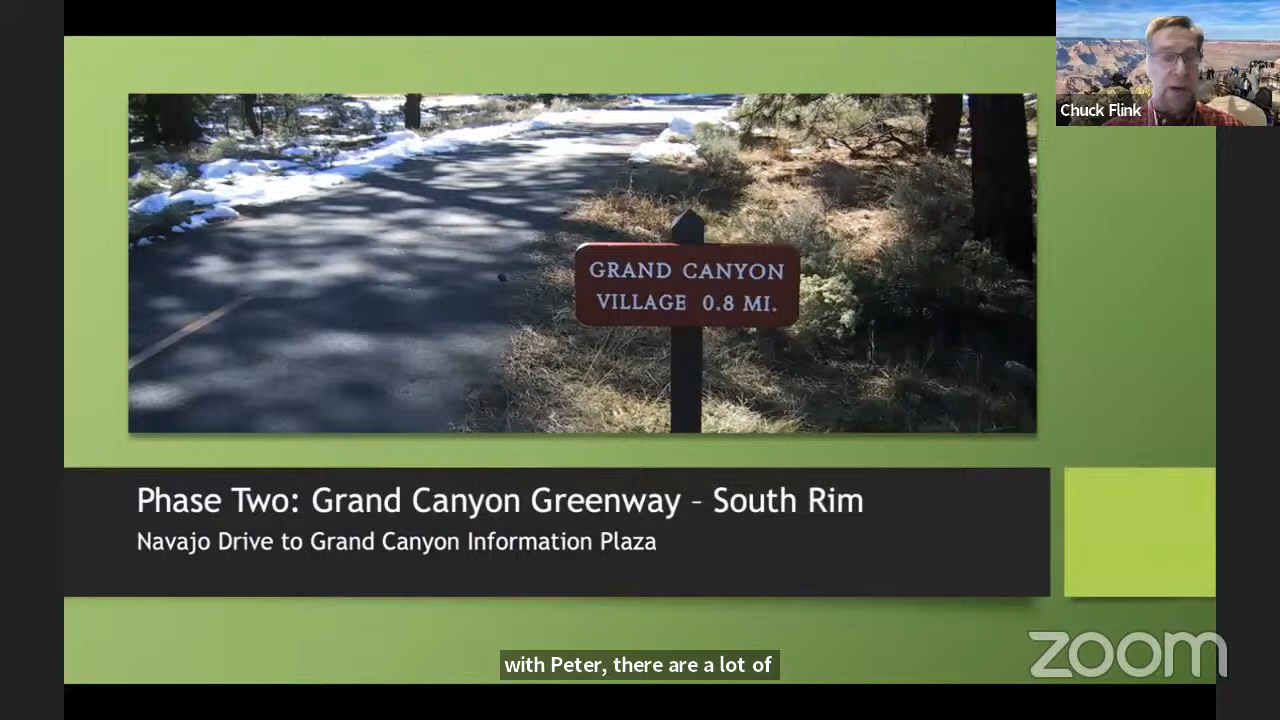 Chuck Flink
GRAND CANYON
VILLAGE 0.8 MI.
Phase Two: Grand Canyon Greenway – South Rim
Navajo Drive to Grand Canyon Information Plaza
with Peter, there are a lot of
zoom